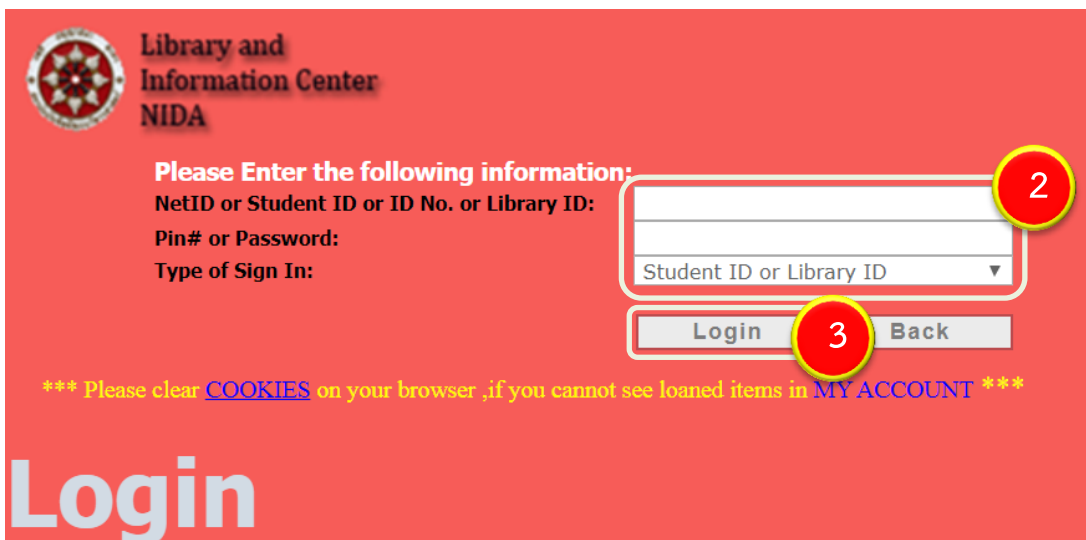 Library and
Information Center
NIDA
Please Enter the following information:
NetID or Student ID or ID No. or Library ID:
2
Pin# or Password:
Type of Sign In: Student ID or Library ID
Login 3 Back
*** Please clear COOKIES on your browser ,if you cannot see loaned items in MY ACCOUNT ***
Login